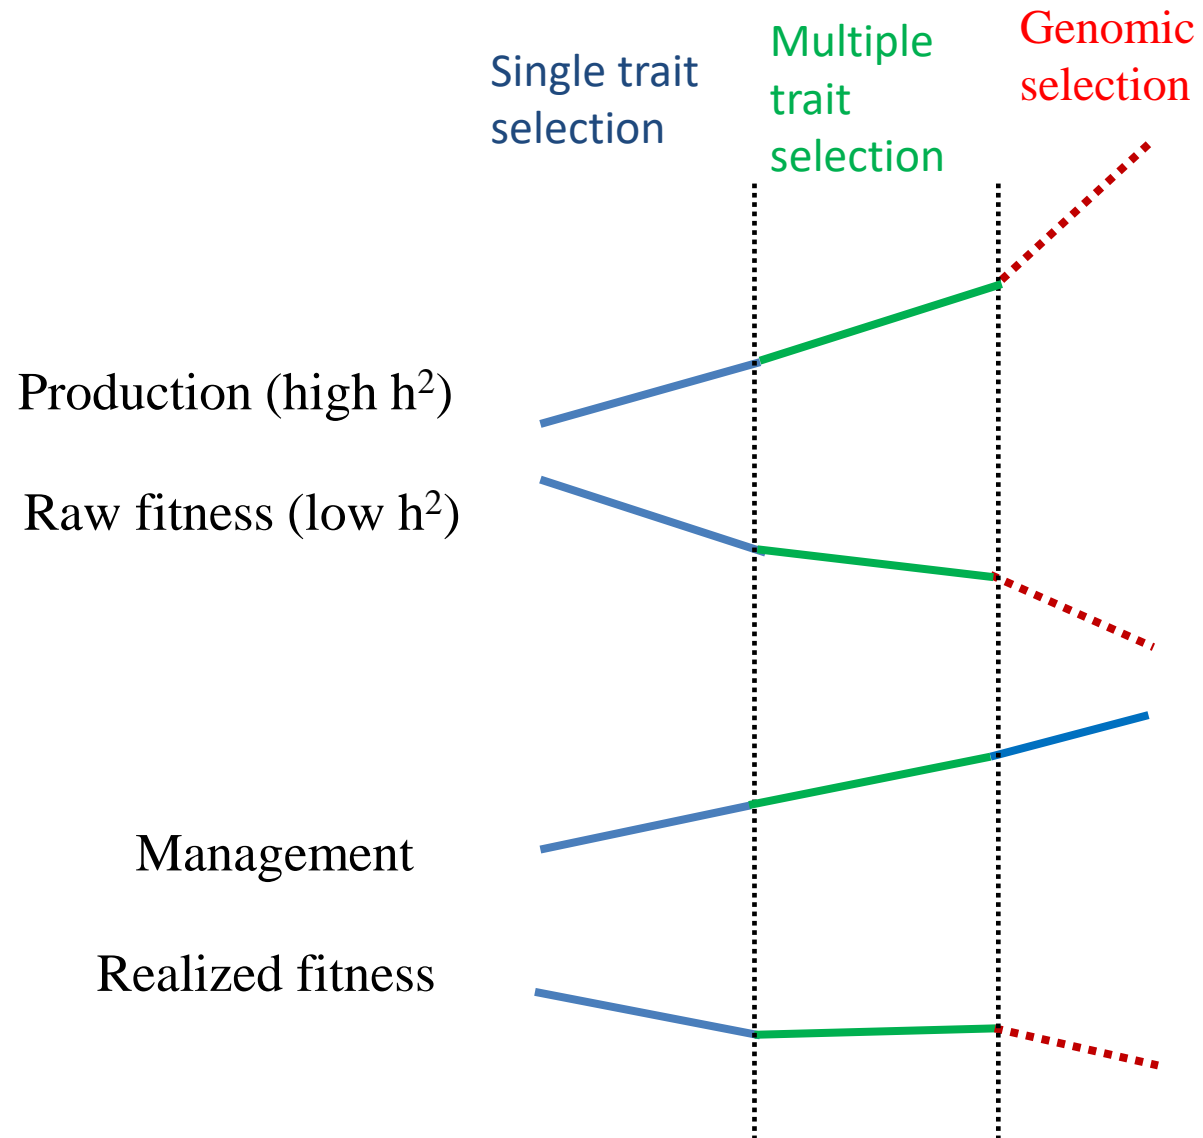 Single trait
selection
Multiple
trait
selection
Genomic
selection
Production (high h²)
Raw fitness (low h²)
Management
Realized fitness